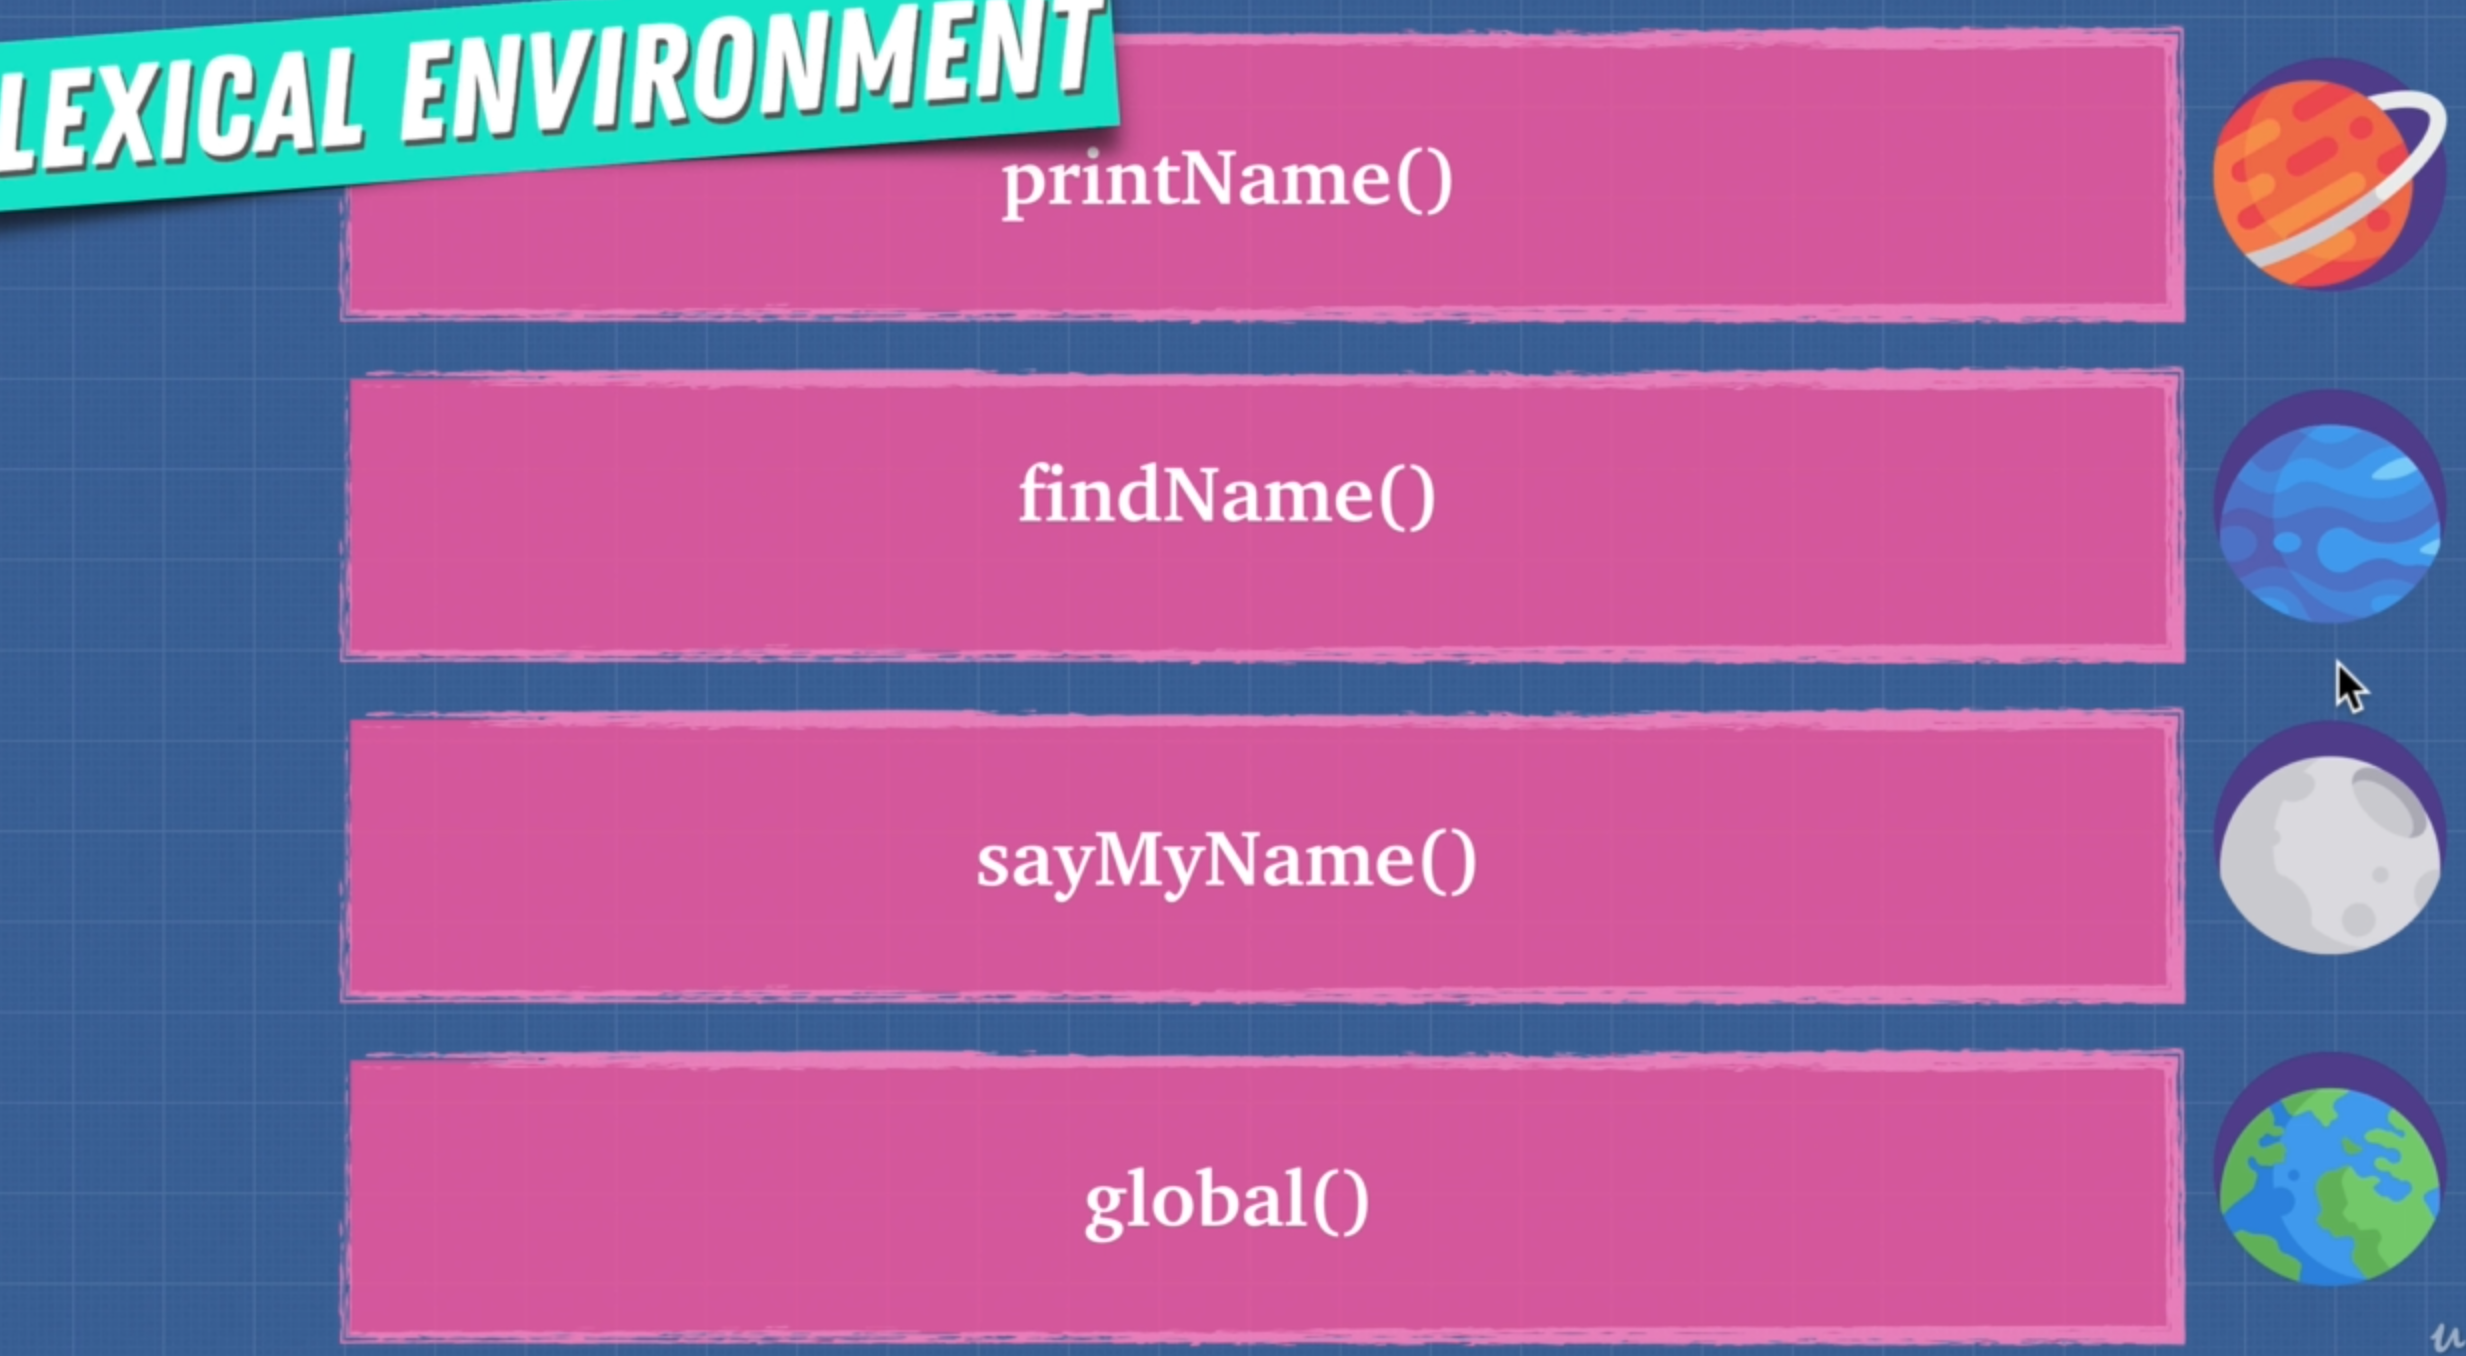 LEXICAL ENVIRONMENT
printName()
findName()
sayMyName()
global()